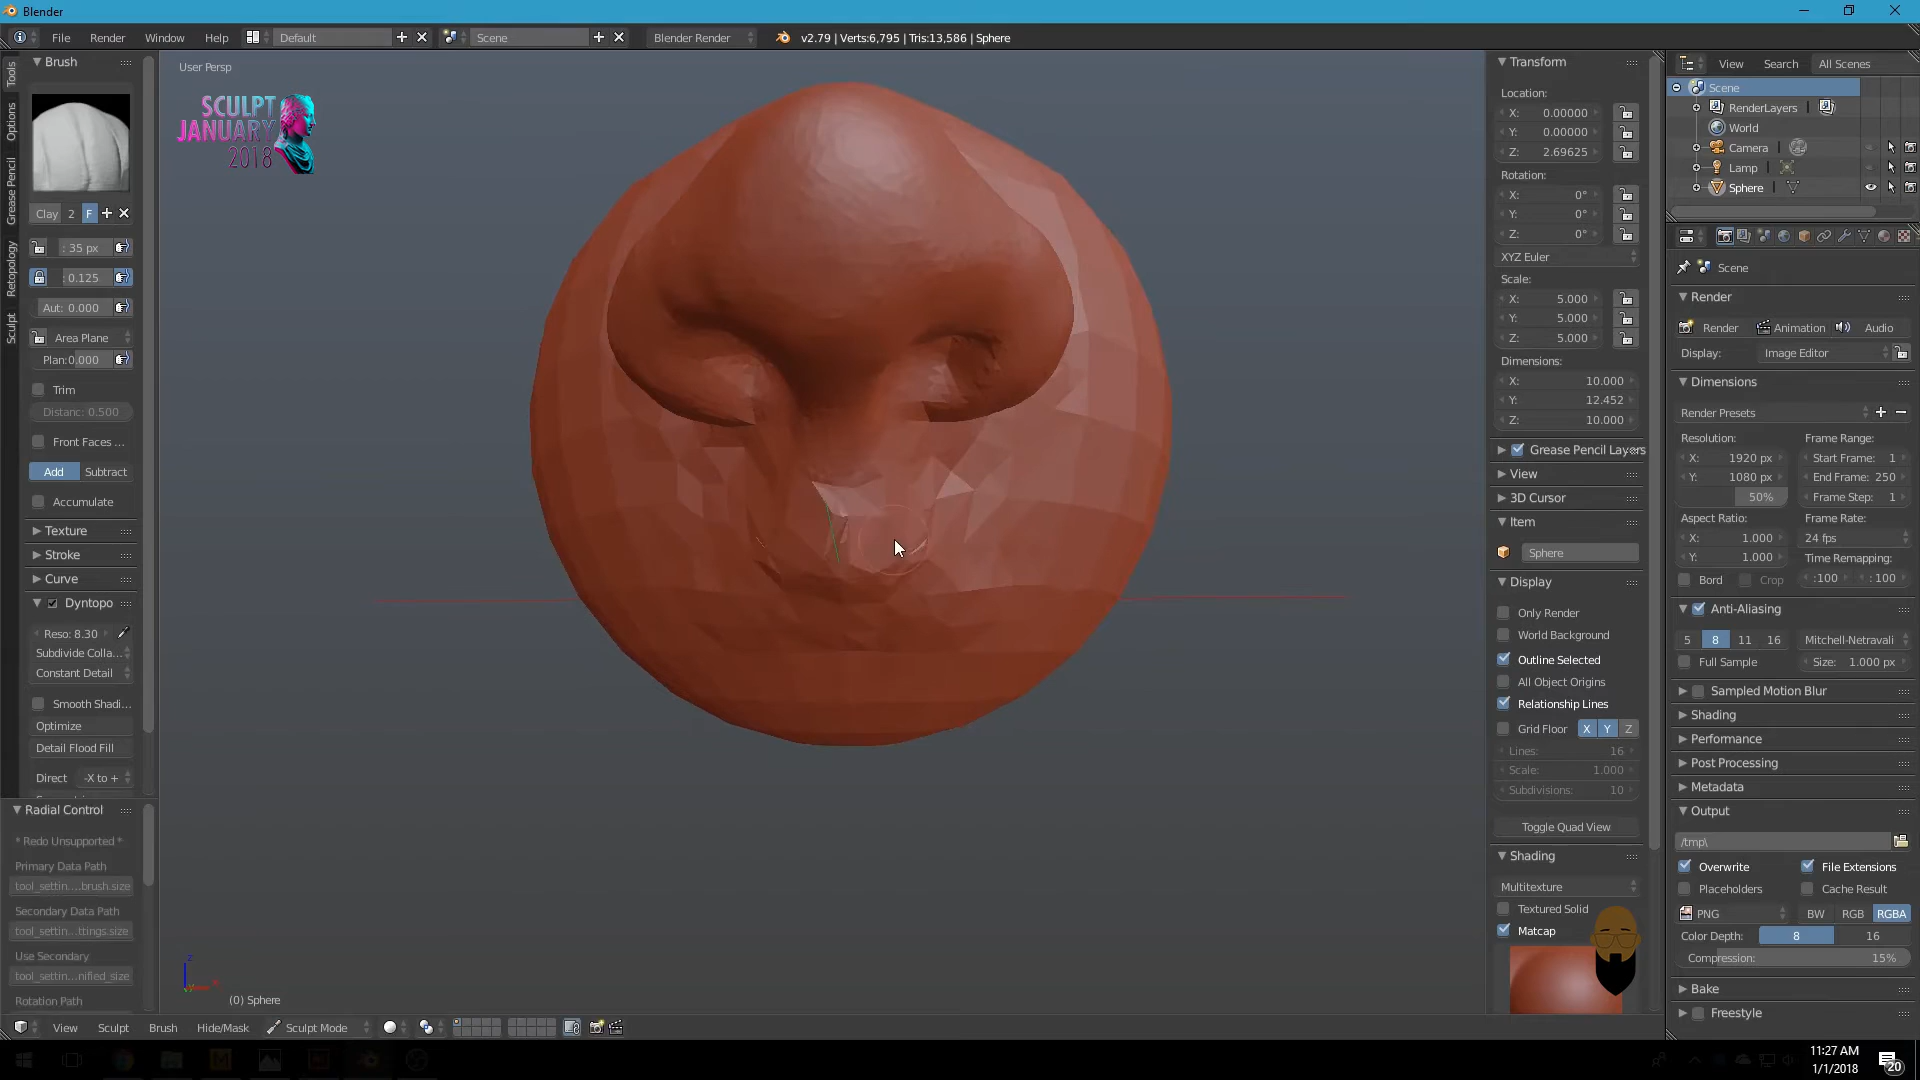 Blender
File Render Window Help Default Scene Blender Render v2.79 | Verts:6,795 | Tris:13,586 | Sphere
Tools
Options
Grease Pencil
Retopology
Sculpt
Brush
Clay 2 F
: 35 px
: 0.125
Aut: 0.000
Area Plane
Plan:0.000
Trim
Distanc: 0.500
Front Faces ...
Add Subtract
Accumulate
Texture
Stroke
Curve
Dyntopo
Reso: 8.30
Subdivide Colla...
Constant Detail
Smooth Shadi...
Optimize
Detail Flood Fill
Direct -X to +
Radial Control
* Redo Unsupported *
Primary Data Path
tool_settin....brush.size
Secondary Data Path
tool_settin...ttings.size
Use Secondary
tool_settin...nified_size
Rotation Path
User Persp
SCULPT
JANUARY
2018
(0) Sphere
View Sculpt Brush Hide/Mask Sculpt Mode
Transform
Location:
X: 0.00000
Y: 0.00000
Z: 2.69625
Rotation:
X: 0°
Y: 0°
Z: 0°
XYZ Euler
Scale:
X: 5.000
Y: 5.000
Z: 5.000
Dimensions:
X: 10.000
Y: 12.452
Z: 10.000
Grease Pencil Layers
View
3D Cursor
Item
Sphere
Display
Only Render
World Background
Outline Selected
All Object Origins
Relationship Lines
Grid Floor X Y Z
Lines: 16
Scale: 1.000
Subdivisions: 10
Toggle Quad View
Shading
Multitexture
Textured Solid
Matcap
View Search All Scenes
Scene
RenderLayers
World
Camera
Lamp
Sphere
Scene
Render
Render Animation Audio
Display: Image Editor
Dimensions
Render Presets
Resolution: Frame Range:
X: 1920 px Start Frame: 1
Y: 1080 px End Frame: 250
50% Frame Step: 1
Aspect Ratio: Frame Rate:
X: 1.000 24 fps
Y: 1.000 Time Remapping:
Bord Crop :100 : 100
Anti-Aliasing
5 8 11 16 Mitchell-Netravali
Full Sample Size: 1.000 px
Sampled Motion Blur
Shading
Performance
Post Processing
Metadata
Output
/tmp\
Overwrite File Extensions
Placeholders Cache Result
PNG BW RGB RGBA
Color Depth: 8 16
Compression: 15%
Bake
Freestyle
11:27 AM
1/1/2018
20